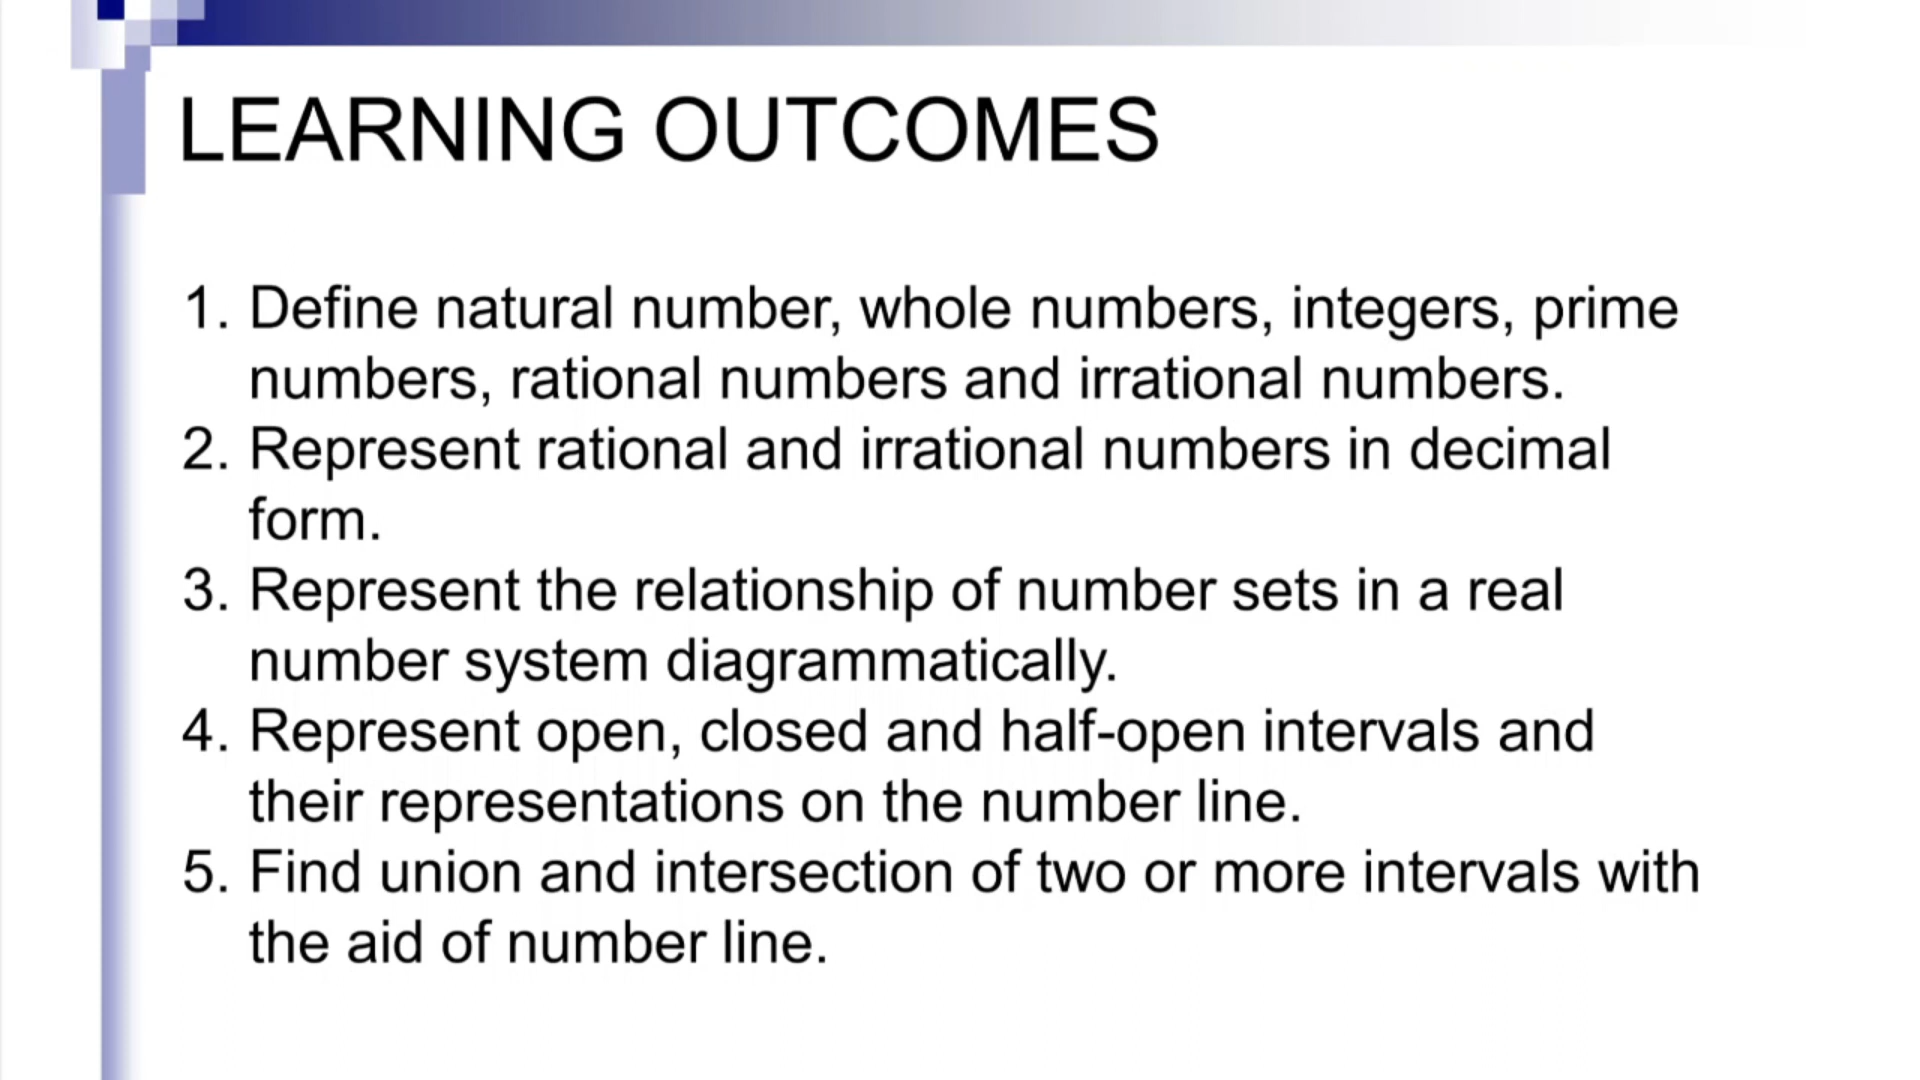 LEARNING OUTCOMES
1. Define natural number, whole numbers, integers, prime
numbers, rational numbers and irrational numbers.
2. Represent rational and irrational numbers in decimal
form.
3. Represent the relationship of number sets in a real
number system diagrammatically.
4. Represent open, closed and half-open intervals and
their representations on the number line.
5. Find union and intersection of two or more intervals with
the aid of number line.